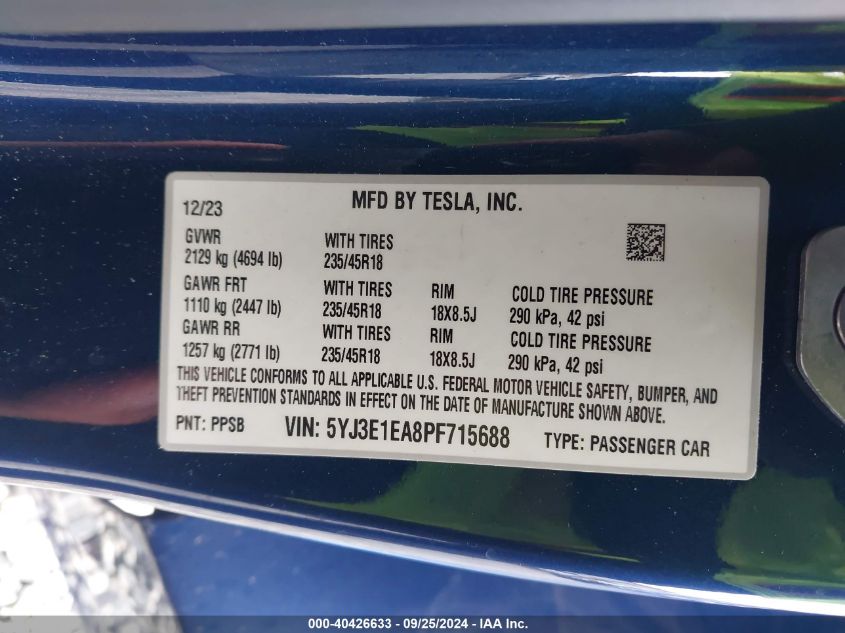 MFD BY TESLA, INC.
12/23
GVWR WITH TIRES
2129 kg (4694 lb) 235/45R18
GAWR FRT WITH TIRES RIM COLD TIRE PRESSURE
1110 kg (2447 lb) 235/45R18 18X8.5J 290 kPa, 42 psi
GAWR RR WITH TIRES RIM COLD TIRE PRESSURE
1257 kg (2771 lb) 235/45R18 18X8.5J 290 kPa, 42 psi
THIS VEHICLE CONFORMS TO ALL APPLICABLE U.S. FEDERAL MOTOR VEHICLE SAFETY, BUMPER, AND
THEFT PREVENTION STANDARDS IN EFFECT ON THE DATE OF MANUFACTURE SHOWN ABOVE.
PNT: PPSB VIN: 5YJ3E1EA8PF715688 TYPE: PASSENGER CAR
000-40426633 - 09/25/2024 - IAA Inc.